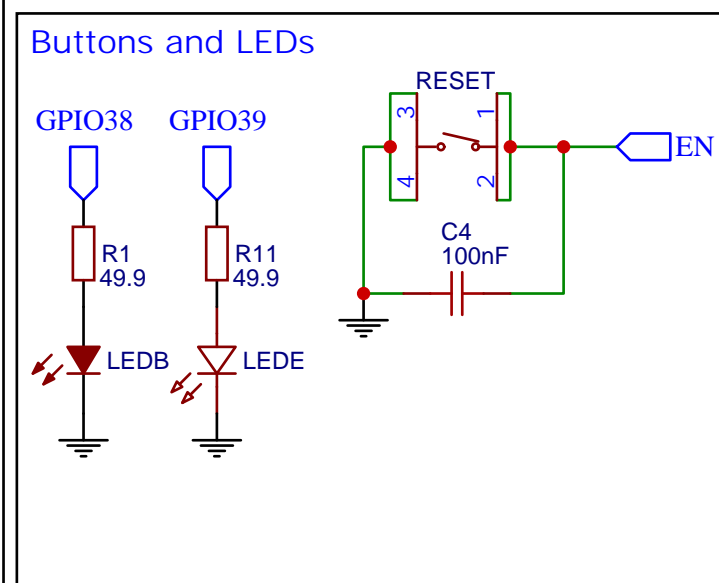 Buttons and LEDs
RESET
GPIO38 GPIO39
3 1
EN
4 2
R1
49.9
R11
49.9
C4
100nF
LEDB
LEDE